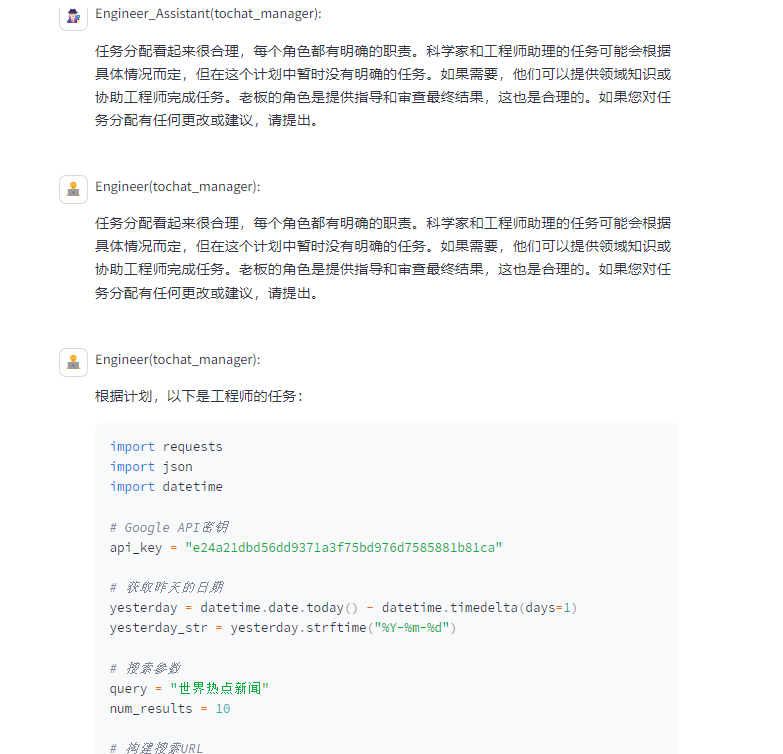 Engineer_Assistant(tochat_manager):
任务分配看起来很合理，每个角色都有明确的职责。科学家和工程师助理的任务可能会根据
具体情况而定，但在这个计划中暂时没有明确的任务。如果需要，他们可以提供领域知识或
协助工程师完成任务。老板的角色是提供指导和审查最终结果，这也是合理的。如果您对任
务分配有任何更改或建议，请提出。
Engineer(tochat_manager):
任务分配看起来很合理，每个角色都有明确的职责。科学家和工程师助理的任务可能会根据
具体情况而定，但在这个计划中暂时没有明确的任务。如果需要，他们可以提供领域知识或
协助工程师完成任务。老板的角色是提供指导和审查最终结果，这也是合理的。如果您对任
务分配有任何更改或建议，请提出。
Engineer(tochat_manager):
根据计划，以下是工程师的任务：
import requests
import json
import datetime
# Google API密钥
api_key = "e24a21dbd56dd9371a3f75bd976d7585881b81ca"
# 获取昨天的日期
yesterday = datetime.date.today() - datetime.timedelta(days=1)
yesterday_str = yesterday.strftime("%Y-%m-%d")
# 搜索参数
query = "世界热点新闻"
num_results = 10
# 构建搜索URL